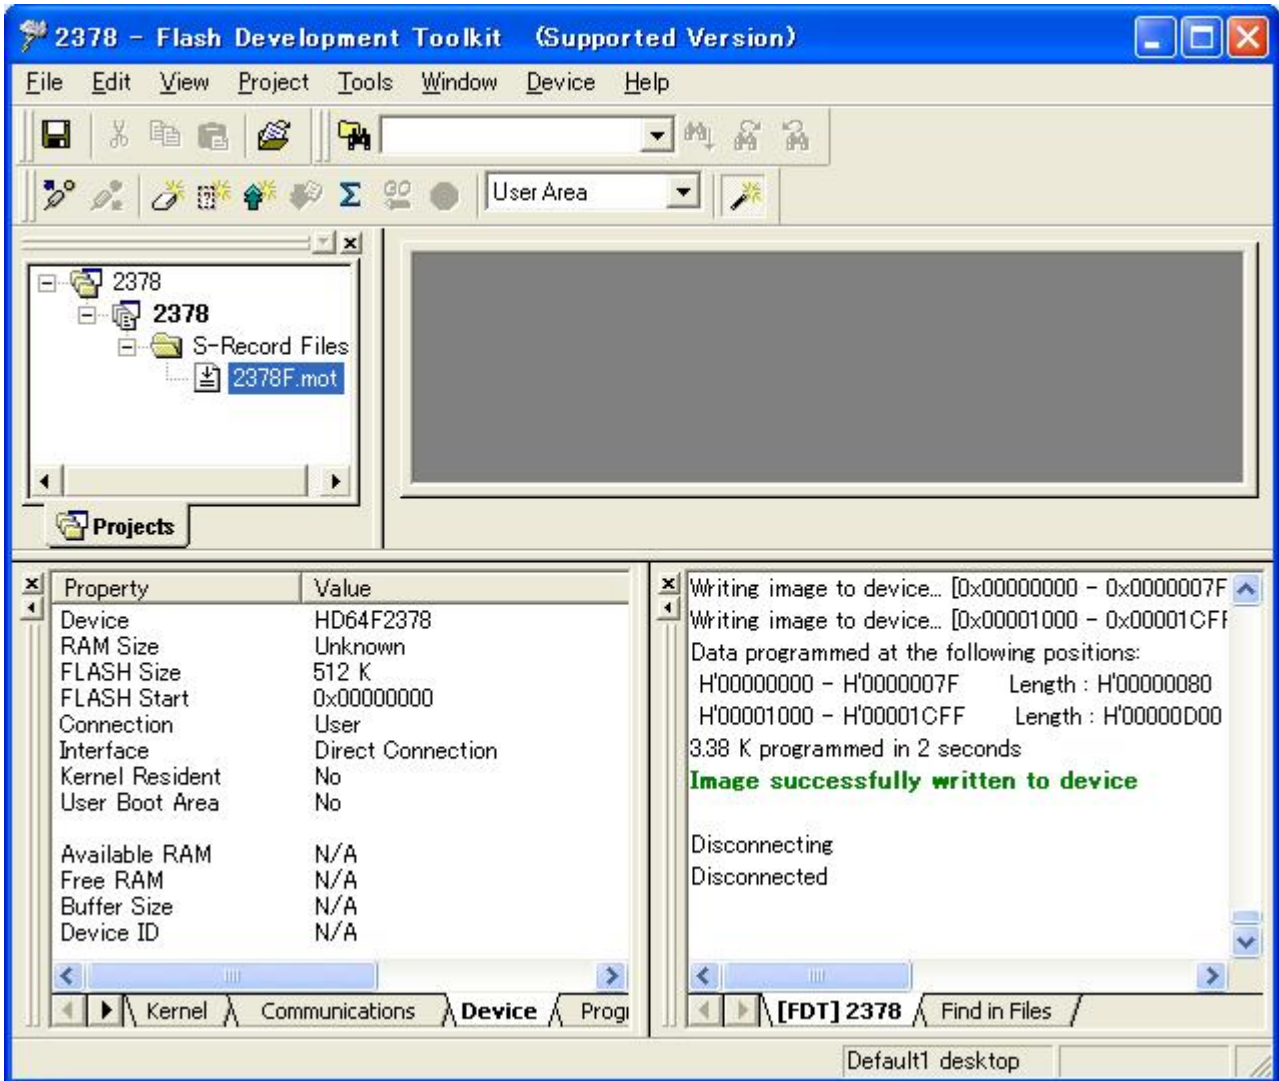 2378 - Flash Development Toolkit (Supported Version)
File Edit View Project Tools Window Device Help
User Area
2378
2378
S-Record Files
2378F.mot
Projects
Property Value
Device HD64F2378
RAM Size Unknown
FLASH Size 512 K
FLASH Start 0x00000000
Connection User
Interface Direct Connection
Kernel Resident No
User Boot Area No
Available RAM N/A
Free RAM N/A
Buffer Size N/A
Device ID N/A
Kernel Communications Device Progr
Writing image to device... [0x00000000 - 0x0000007F
Writing image to device... [0x00001000 - 0x00001CFF
Data programmed at the following positions:
H'00000000 - H'0000007F Length : H'00000080
H'00001000 - H'00001CFF Length : H'00000D00
3.38 K programmed in 2 seconds
Image successfully written to device
Disconnecting
Disconnected
[FDT] 2378 Find in Files
Default1 desktop